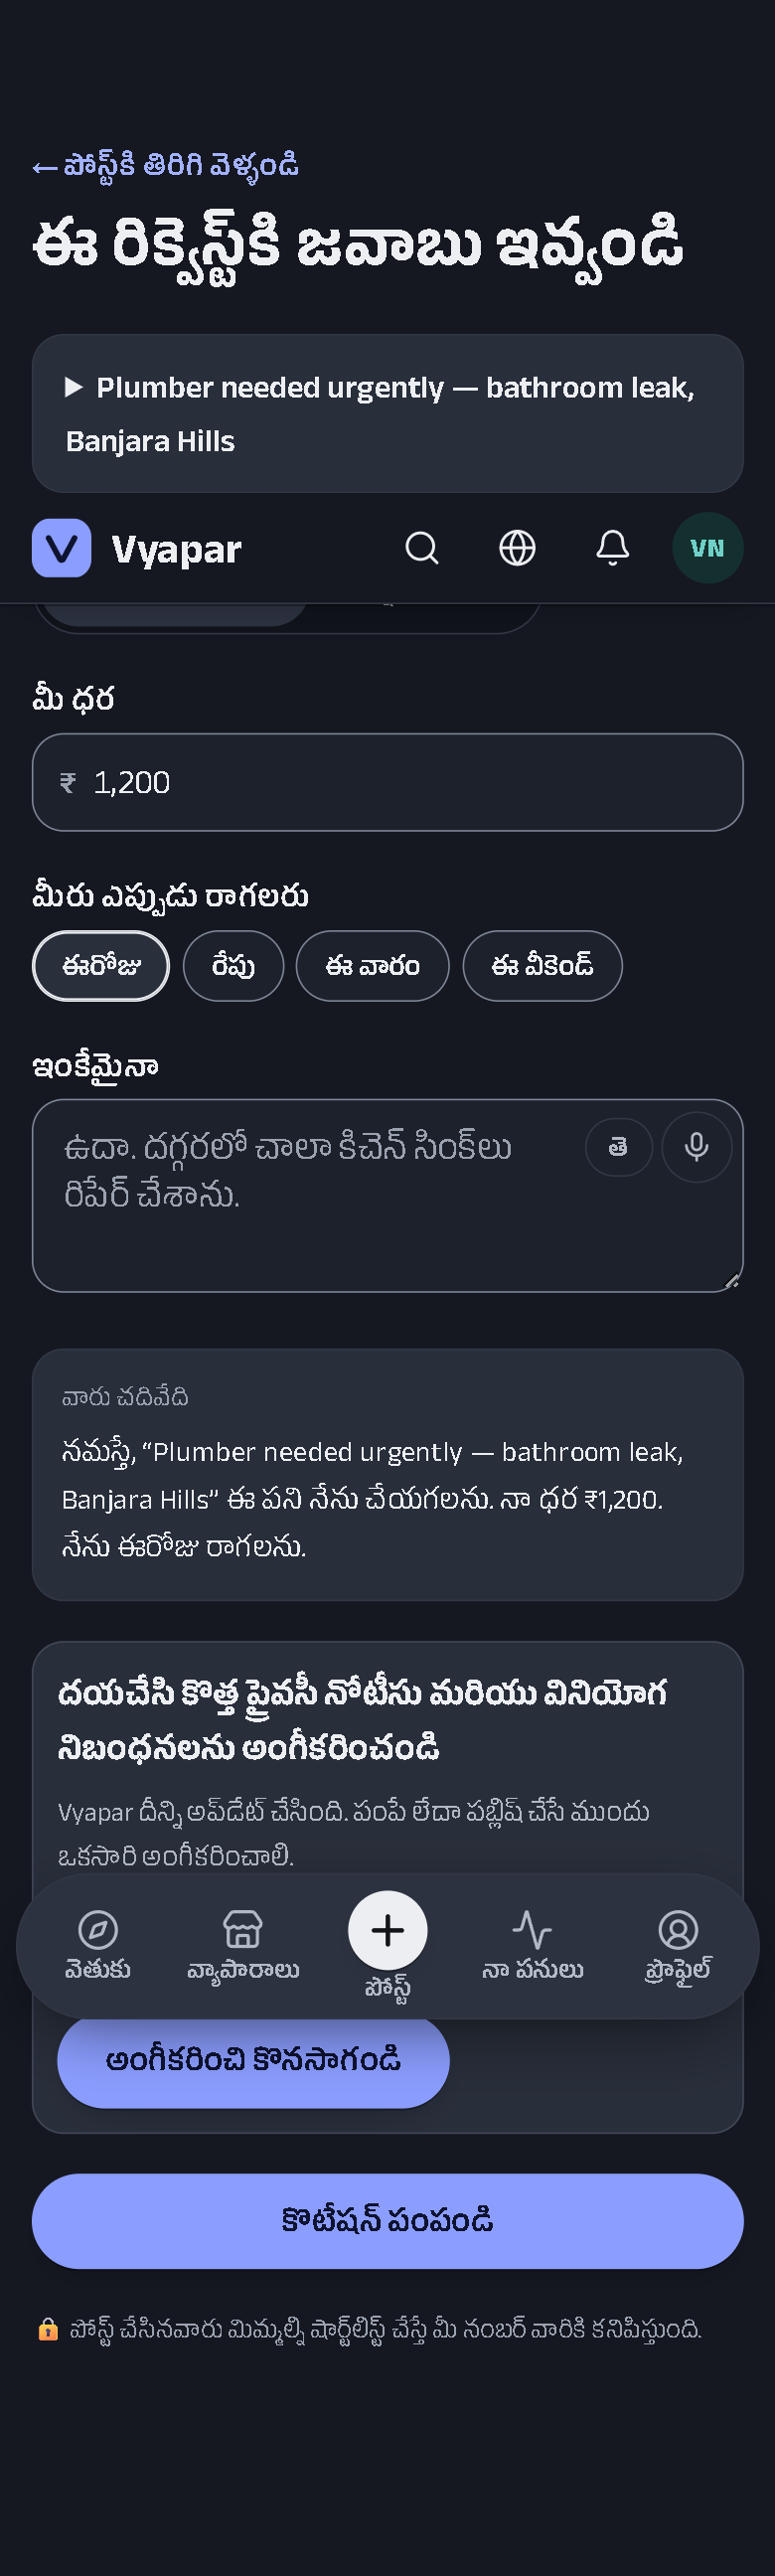 ← పోస్ట్‌కి తిరిగి వెళ్ళండి
ఈ రిక్వెస్ట్‌కి జవాబు ఇవ్వండి
▶ Plumber needed urgently — bathroom leak,
Banjara Hills
V Vyapar VN
మీ ధర
₹ 1,200
మీరు ఎప్పుడు రాగలరు
ఈరోజు రేపు ఈ వారం ఈ వీకెండ్
ఇంకేమైనా
ఉదా. దగ్గరలో చాలా కిచెన్ సింక్‌లు తె
రిపేర్ చేశాను.
వారు చదివేది
నమస్తే, “Plumber needed urgently — bathroom leak,
Banjara Hills” ఈ పని నేను చేయగలను. నా ధర ₹1,200.
నేను ఈరోజు రాగలను.
దయచేసి కొత్త ప్రైవసీ నోటీసు మరియు వినియోగ
నిబంధనలను అంగీకరించండి
Vyapar దీన్ని అప్‌డేట్ చేసింది. పంపే లేదా పబ్లిష్ చేసే ముందు
ఒకసారి అంగీకరించాలి.
వెతుకు వ్యాపారాలు పోస్ట్ నా పనులు ప్రొఫైల్
అంగీకరించి కొనసాగండి
కొటేషన్ పంపండి
🔒 పోస్ట్ చేసినవారు మిమ్మల్ని షార్ట్‌లిస్ట్ చేస్తే మీ నంబర్ వారికి కనిపిస్తుంది.